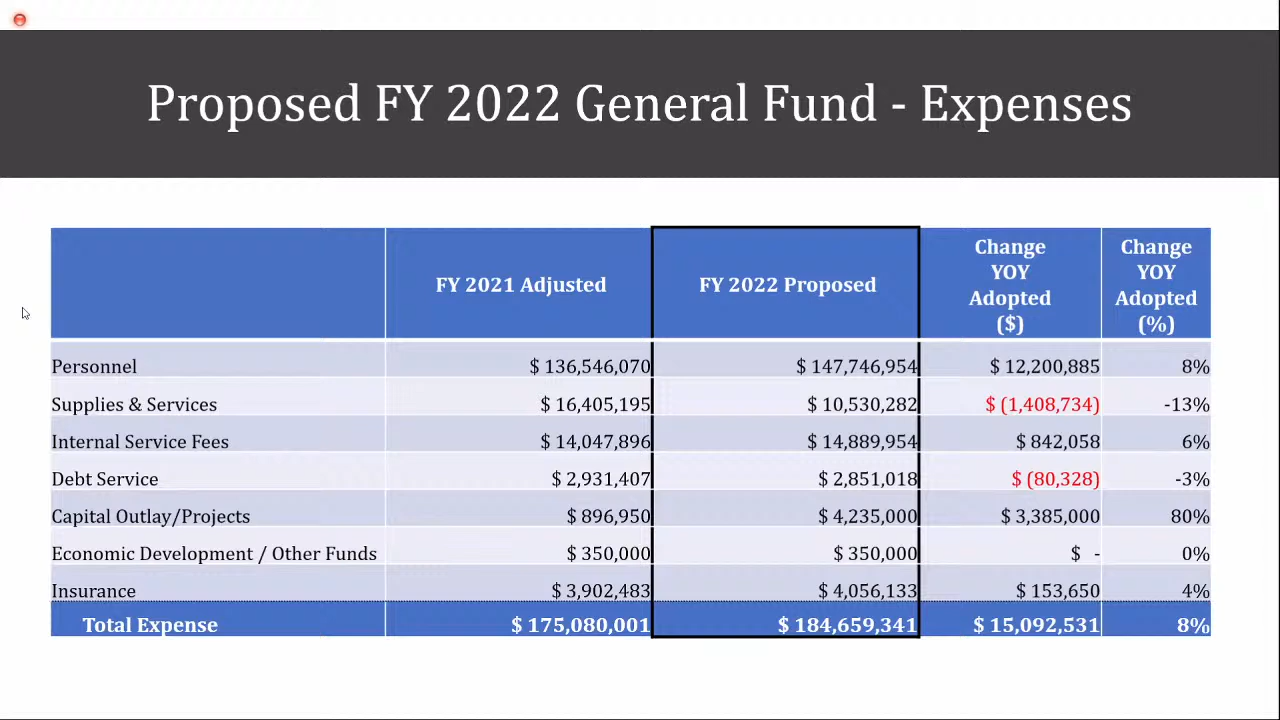 Proposed FY 2022 General Fund - Expenses
FY 2021 Adjusted
FY 2022 Proposed
Change
YOY
Adopted
($)
Change
YOY
Adopted
(%)
Personnel $ 136,546,070 $ 147,746,954 $ 12,200,885 8%
Supplies & Services $ 16,405,195 $ 10,530,282 $ (1,408,734) -13%
Internal Service Fees $ 14,047,896 $ 14,889,954 $ 842,058 6%
Debt Service $ 2,931,407 $ 2,851,018 $ (80,328) -3%
Capital Outlay/Projects $ 896,950 $ 4,235,000 $ 3,385,000 80%
Economic Development / Other Funds $ 350,000 $ 350,000 $ - 0%
Insurance $ 3,902,483 $ 4,056,133 $ 153,650 4%
Total Expense $ 175,080,001 $ 184,659,341 $ 15,092,531 8%